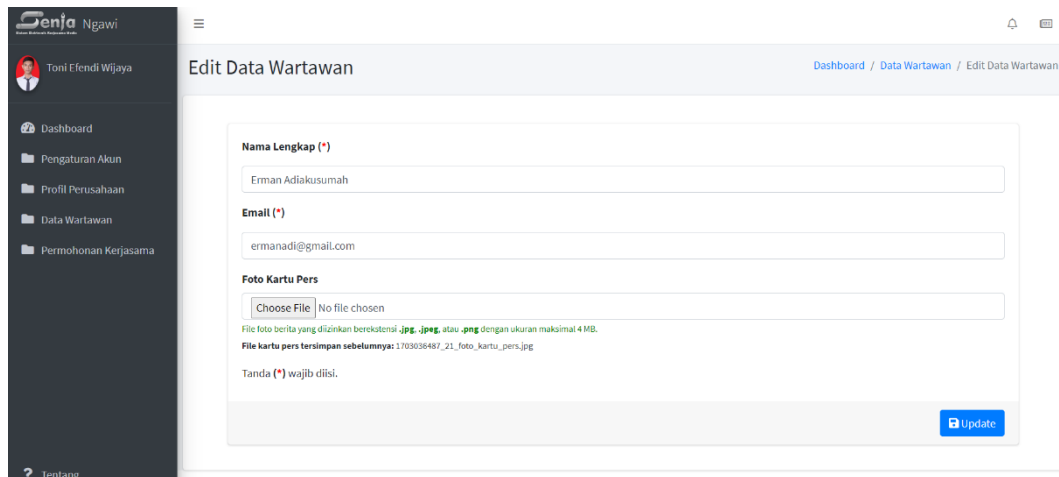 Senja Ngawi
Toni Efendi Wijaya
Dashboard
Pengaturan Akun
Profil Perusahaan
Data Wartawan
Permohonan Kerjasama
? Tentang
Edit Data Wartawan
Dashboard / Data Wartawan / Edit Data Wartawan
Nama Lengkap (*)
Erman Adiakusumah
Email (*)
ermanadi@gmail.com
Foto Kartu Pers
Choose File No file chosen
File foto berita yang diizinkan berekstensi .jpg, .jpeg, atau .png dengan ukuran maksimal 4 MB.
File kartu pers tersimpan sebelumnya: 1703036487_21_foto_kartu_pers.jpg
Tanda (*) wajib diisi.
Update